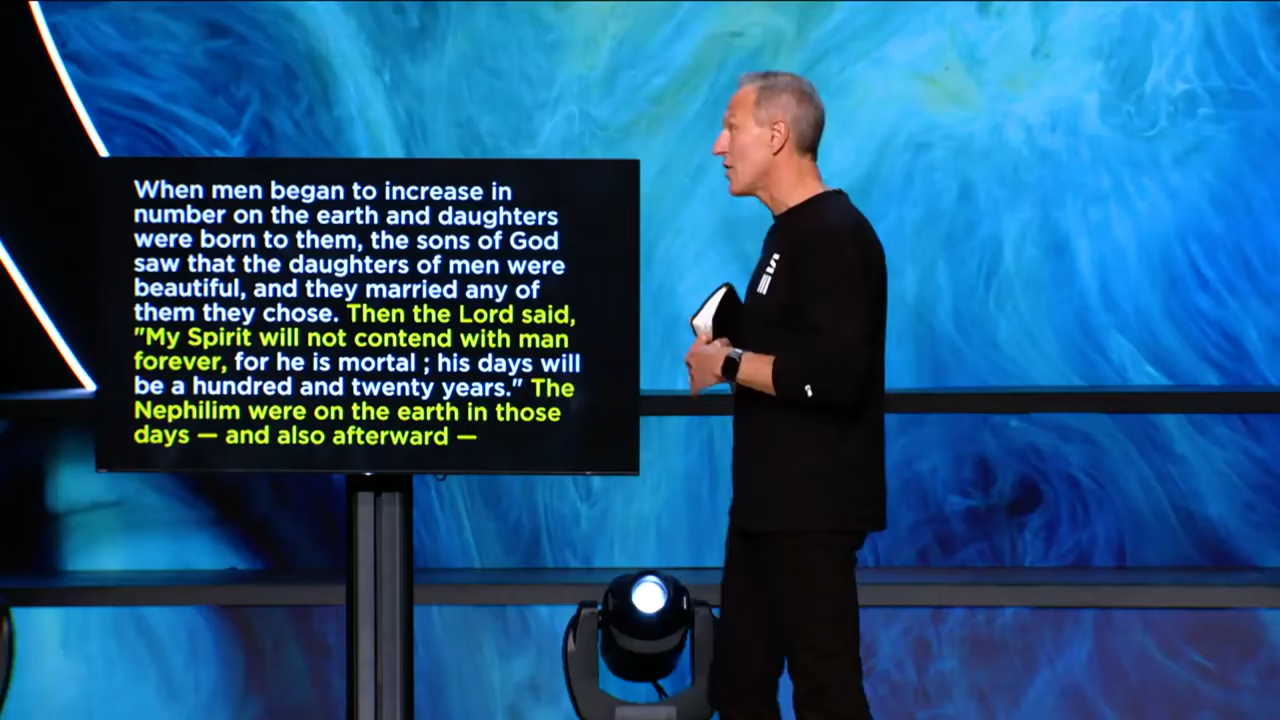 When men began to increase in
number on the earth and daughters
were born to them, the sons of God
saw that the daughters of men were
beautiful, and they married any of
them they chose. Then the Lord said,
"My Spirit will not contend with man
forever, for he is mortal ; his days will
be a hundred and twenty years." The
Nephilim were on the earth in those
days — and also afterward —